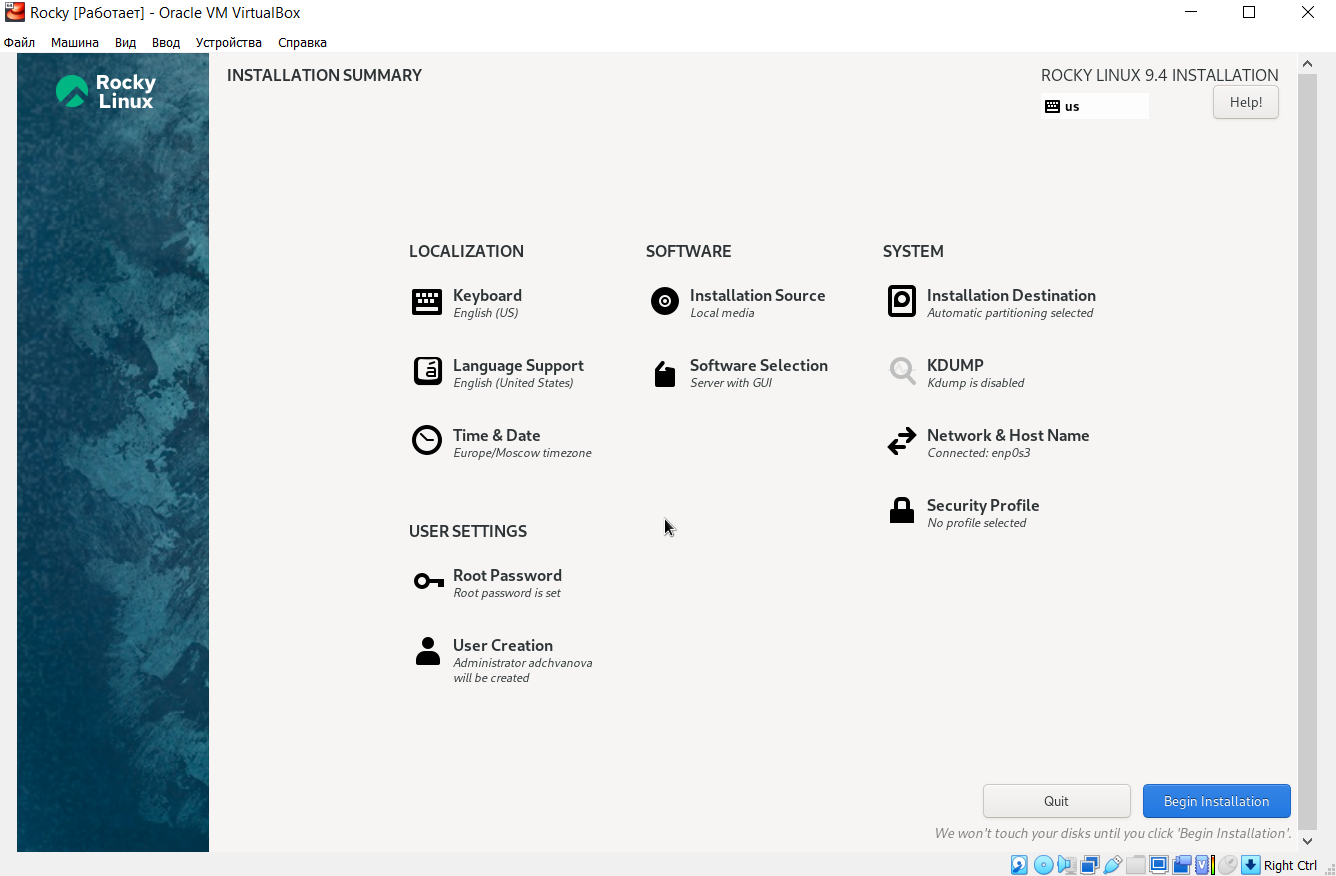 Rocky [Работает] - Oracle VM VirtualBox
Файл Машина Вид Ввод Устройства Справка
Rocky
Linux
INSTALLATION SUMMARY
ROCKY LINUX 9.4 INSTALLATION
us
Help!
LOCALIZATION
Keyboard
English (US)
Language Support
English (United States)
Time & Date
Europe/Moscow timezone
SOFTWARE
Installation Source
Local media
Software Selection
Server with GUI
SYSTEM
Installation Destination
Automatic partitioning selected
KDUMP
Kdump is disabled
Network & Host Name
Connected: enp0s3
Security Profile
No profile selected
USER SETTINGS
Root Password
Root password is set
User Creation
Administrator adchvanova
will be created
Quit
Begin Installation
We won't touch your disks until you click 'Begin Installation'.
Right Ctrl